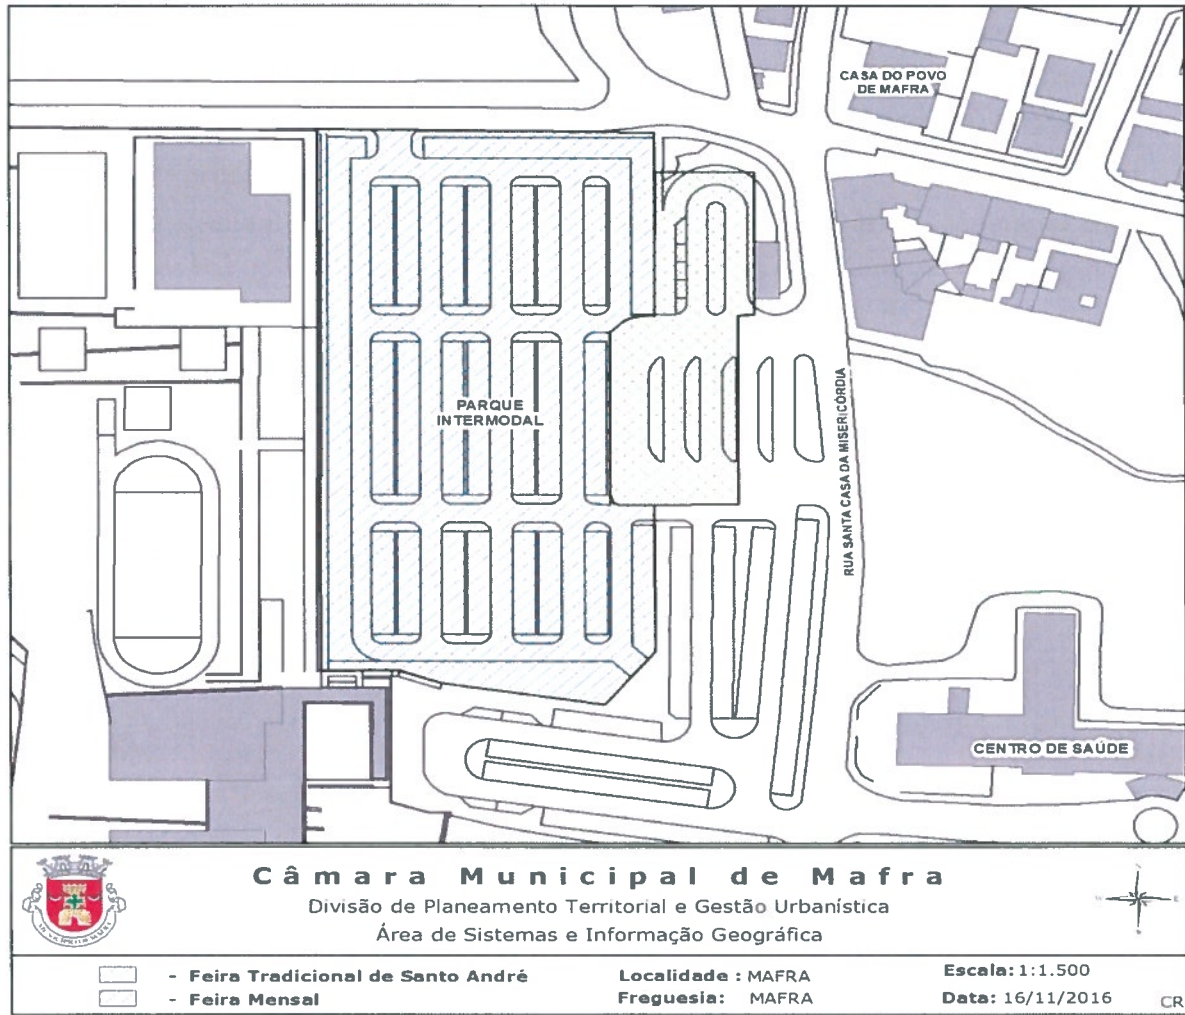 CASA DO POVO
DE MAFRA
PARQUE
INTERMODAL
RUA SANTA CASA DA MISERICÓRDIA
CENTRO DE SAÚDE
Câmara Municipal de Mafra
Divisão de Planeamento Territorial e Gestão Urbanística
Área de Sistemas e Informação Geográfica
- Feira Tradicional de Santo André
- Feira Mensal
Localidade : MAFRA
Freguesia: MAFRA
Escala: 1:1.500
Data: 16/11/2016
CR